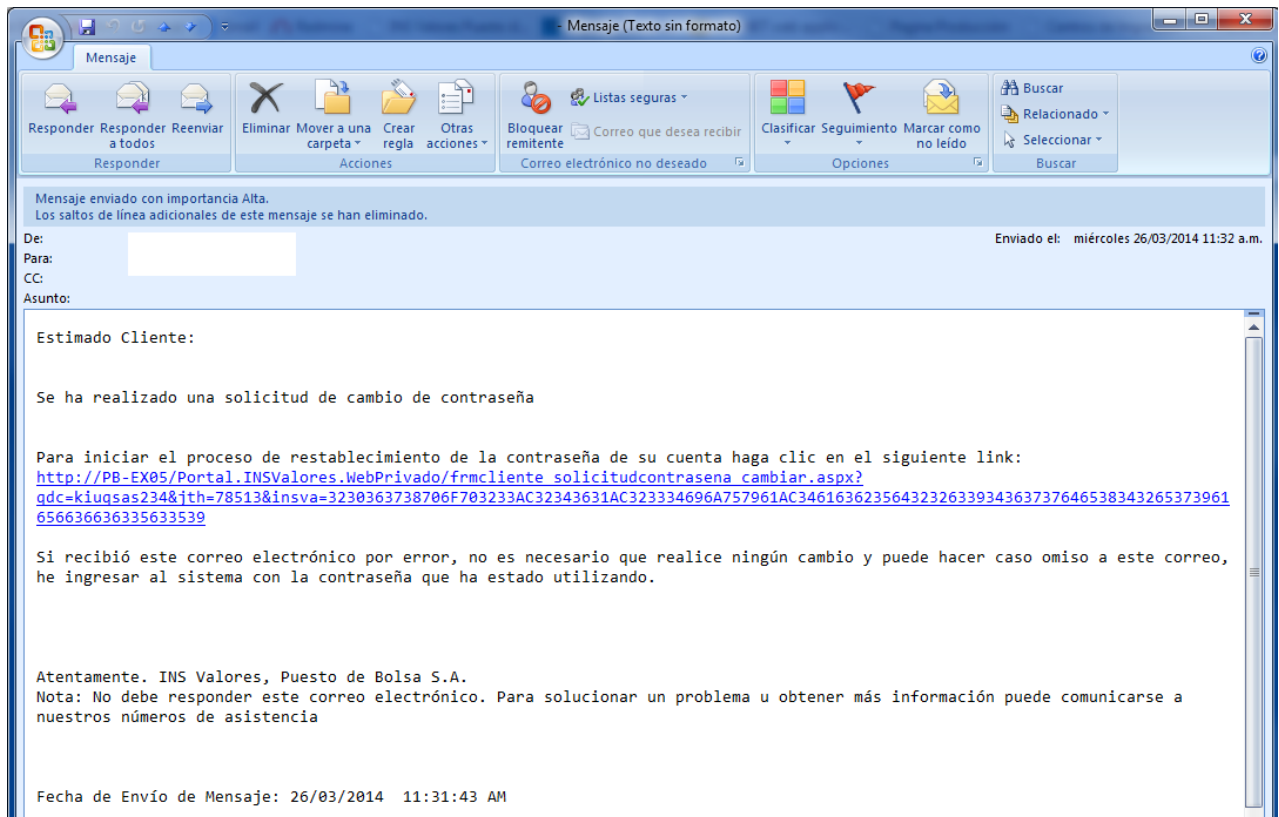 - Mensaje (Texto sin formato)
Mensaje
Responder Responder a todos Reenviar
Responder
Eliminar Mover a una carpeta Crear regla Otras acciones
Acciones
Bloquear remitente Listas seguras Correo que desea recibir
Correo electrónico no deseado
Clasificar Seguimiento Marcar como no leído
Opciones
Buscar
Relacionado
Seleccionar
Buscar
Mensaje enviado con importancia Alta.
Los saltos de línea adicionales de este mensaje se han eliminado.
De:
Enviado el: miércoles 26/03/2014 11:32 a.m.
Para:
CC:
Asunto:
Estimado Cliente:
Se ha realizado una solicitud de cambio de contraseña
Para iniciar el proceso de restablecimiento de la contraseña de su cuenta haga clic en el siguiente link:
http://PB-EX05/Portal.INSValores.WebPrivado/frmcliente_solicitudcontrasena_cambiar.aspx?
qdc=kiuqsas234&jth=78513&insva=3230363738706F703233AC32343631AC323334696A757961AC3461636235643232633934363737646538343265373961
656636636335633539
Si recibió este correo electrónico por error, no es necesario que realice ningún cambio y puede hacer caso omiso a este correo,
he ingresar al sistema con la contraseña que ha estado utilizando.
Atentamente. INS Valores, Puesto de Bolsa S.A.
Nota: No debe responder este correo electrónico. Para solucionar un problema u obtener más información puede comunicarse a
nuestros números de asistencia
Fecha de Envío de Mensaje: 26/03/2014  11:31:43 AM